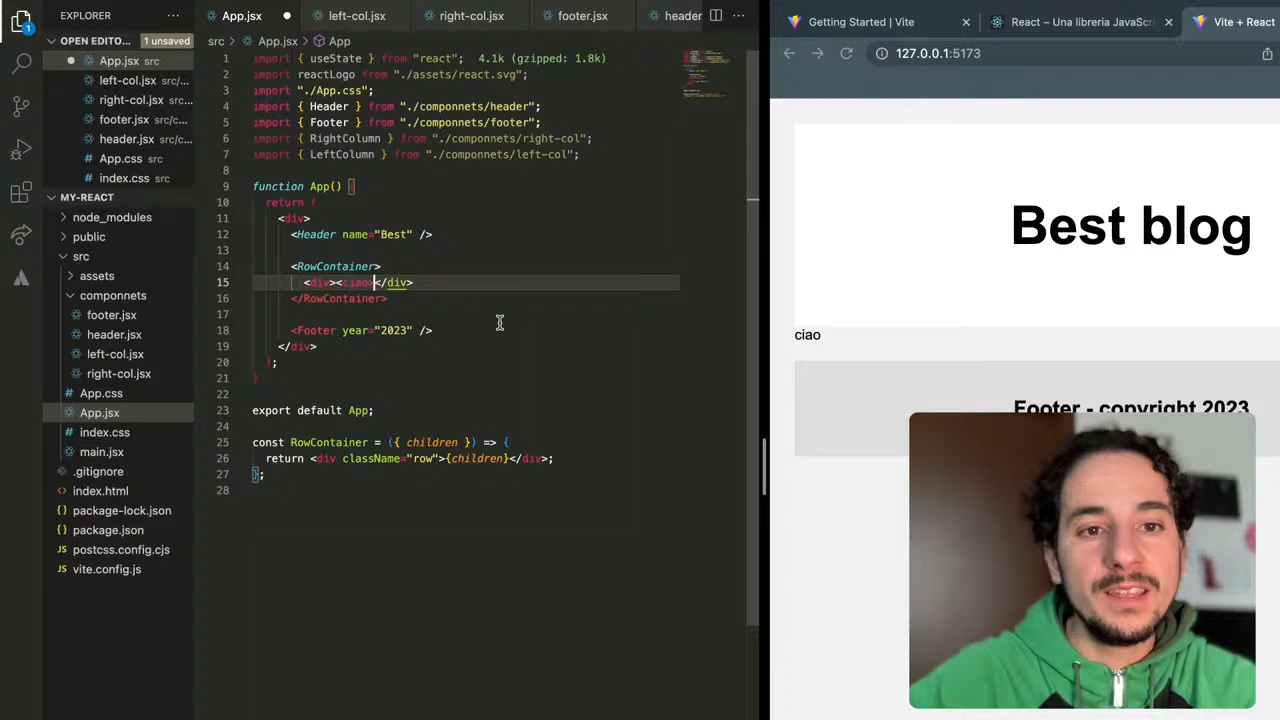 EXPLORER
OPEN EDITO... 1 unsaved
App.jsx src
left-col.jsx src/...
right-col.jsx src...
footer.jsx src/c...
header.jsx src/...
App.css src
index.css src
MY-REACT
node_modules
public
src
assets
componnets
footer.jsx
header.jsx
left-col.jsx
right-col.jsx
App.css
App.jsx
index.css
main.jsx
.gitignore
index.html
package-lock.json
package.json
postcss.config.cjs
vite.config.js
App.jsx left-col.jsx right-col.jsx footer.jsx header
src > App.jsx > App
1 import { useState } from "react"; 4.1k (gzipped: 1.8k)
2 import reactLogo from "./assets/react.svg";
3 import "./App.css";
4 import { Header } from "./componnets/header";
5 import { Footer } from "./componnets/footer";
6 import { RightColumn } from "./componnets/right-col";
7 import { LeftColumn } from "./componnets/left-col";
8
9 function App() {
10 return (
11 <div>
12 <Header name="Best" />
13
14 <RowContainer>
15 <div><ciao></div>
16 </RowContainer>
17
18 <Footer year="2023" />
19 </div>
20 );
21 }
22
23 export default App;
24
25 const RowContainer = ({ children }) => {
26 return <div className="row">{children}</div>;
27 };
28
Getting Started | Vite React – Una libreria JavaScri Vite + React
127.0.0.1:5173
Best blog
ciao
Footer - copyright 2023